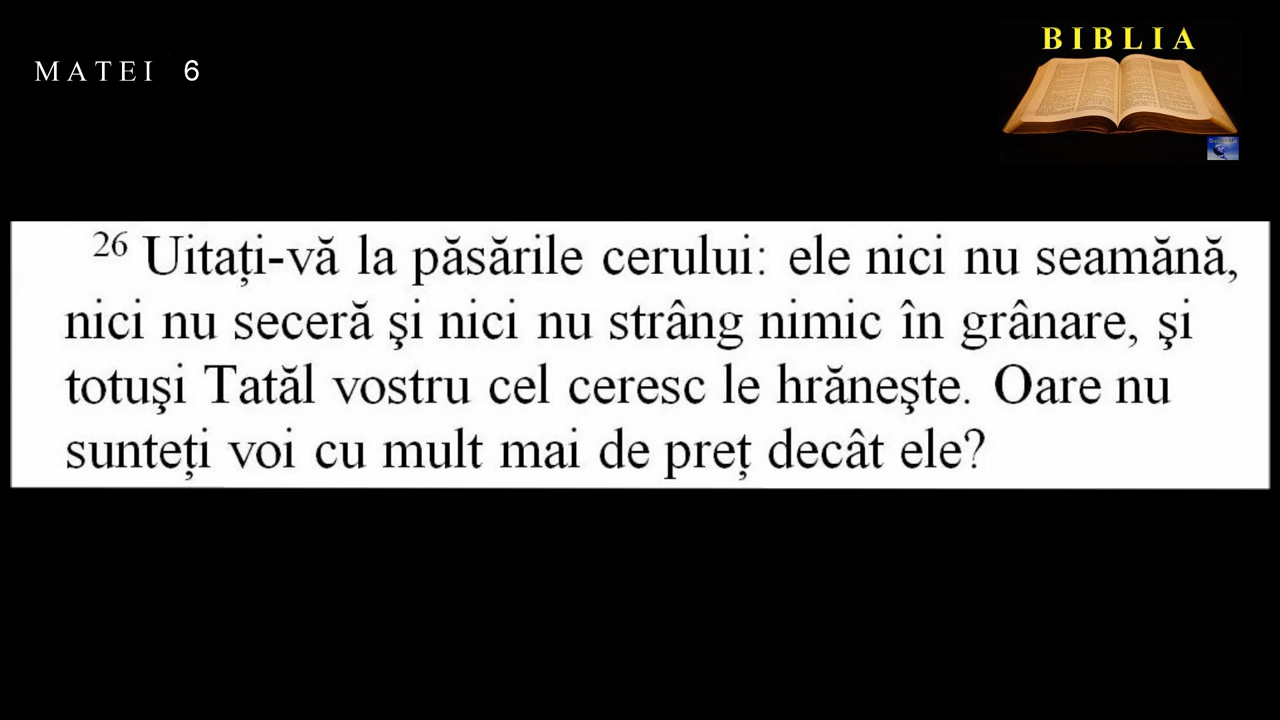 BIBLIA
MATEI 6
26 Uitați-vă la păsările cerului: ele nici nu seamănă,
nici nu seceră şi nici nu strâng nimic în grânare, şi
totuşi Tatăl vostru cel ceresc le hrăneşte. Oare nu
sunteți voi cu mult mai de preț decât ele?